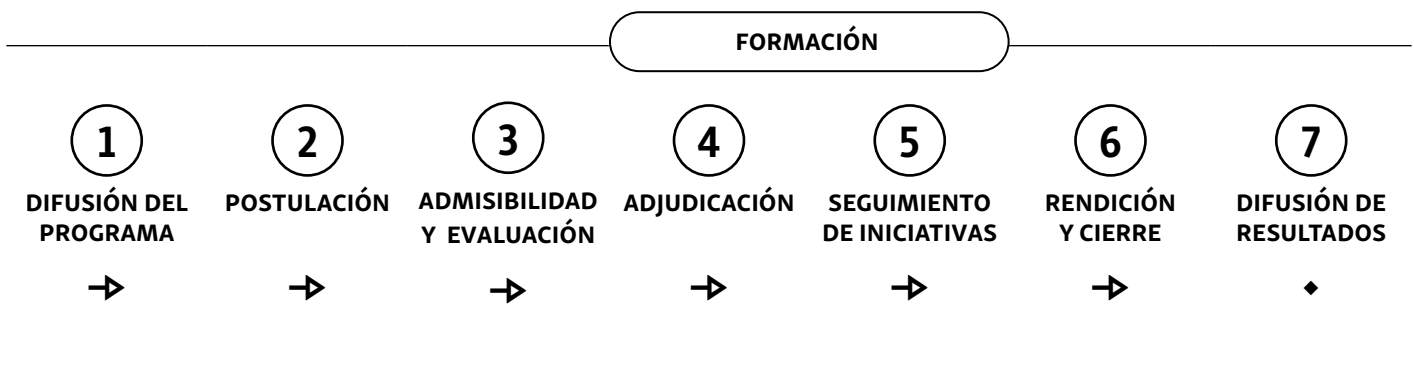 FORMACIÓN
1
DIFUSIÓN DEL
PROGRAMA
2
POSTULACIÓN
3
ADMISIBILIDAD
Y EVALUACIÓN
4
ADJUDICACIÓN
5
SEGUIMIENTO
DE INICIATIVAS
6
RENDICIÓN
Y CIERRE
7
DIFUSIÓN DE
RESULTADOS